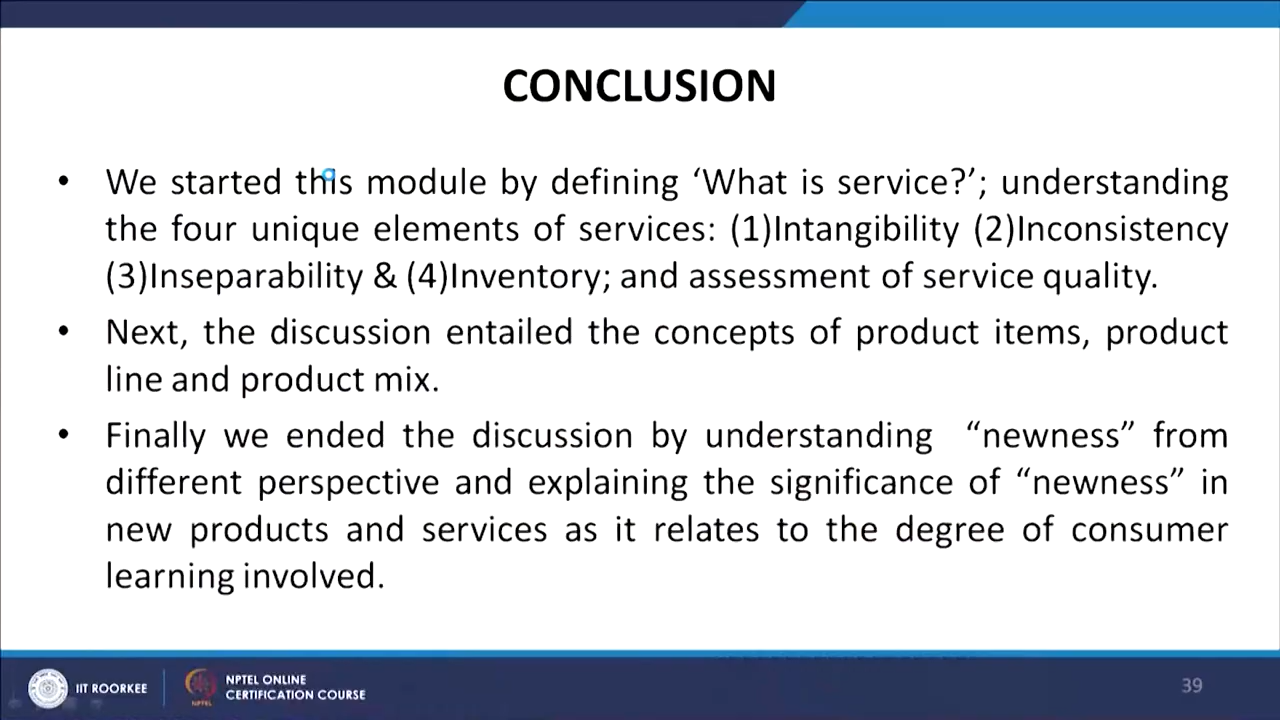 CONCLUSION
• We started this module by defining ‘What is service?’; understanding
the four unique elements of services: (1)Intangibility (2)Inconsistency
(3)Inseparability & (4)Inventory; and assessment of service quality.
• Next, the discussion entailed the concepts of product items, product
line and product mix.
• Finally we ended the discussion by understanding “newness” from
different perspective and explaining the significance of “newness” in
new products and services as it relates to the degree of consumer
learning involved.
IIT ROORKEE
NPTEL
NPTEL ONLINE
CERTIFICATION COURSE
39